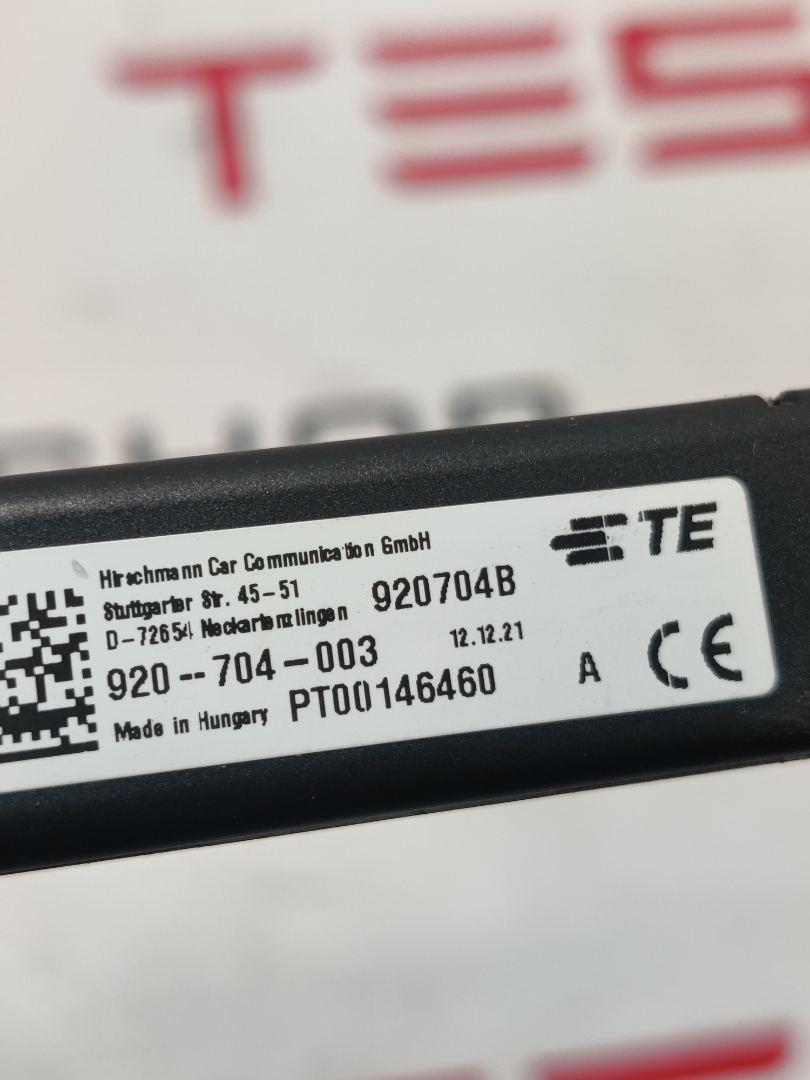 TES
SHOP
Hirschmann Car Communication GmbH
Stuttgarter Str. 45-51
920704B
D-72654 Neckartenzlingen
920--704-003
12.12.21
Made in Hungary
PT00146460
A
CE
TE